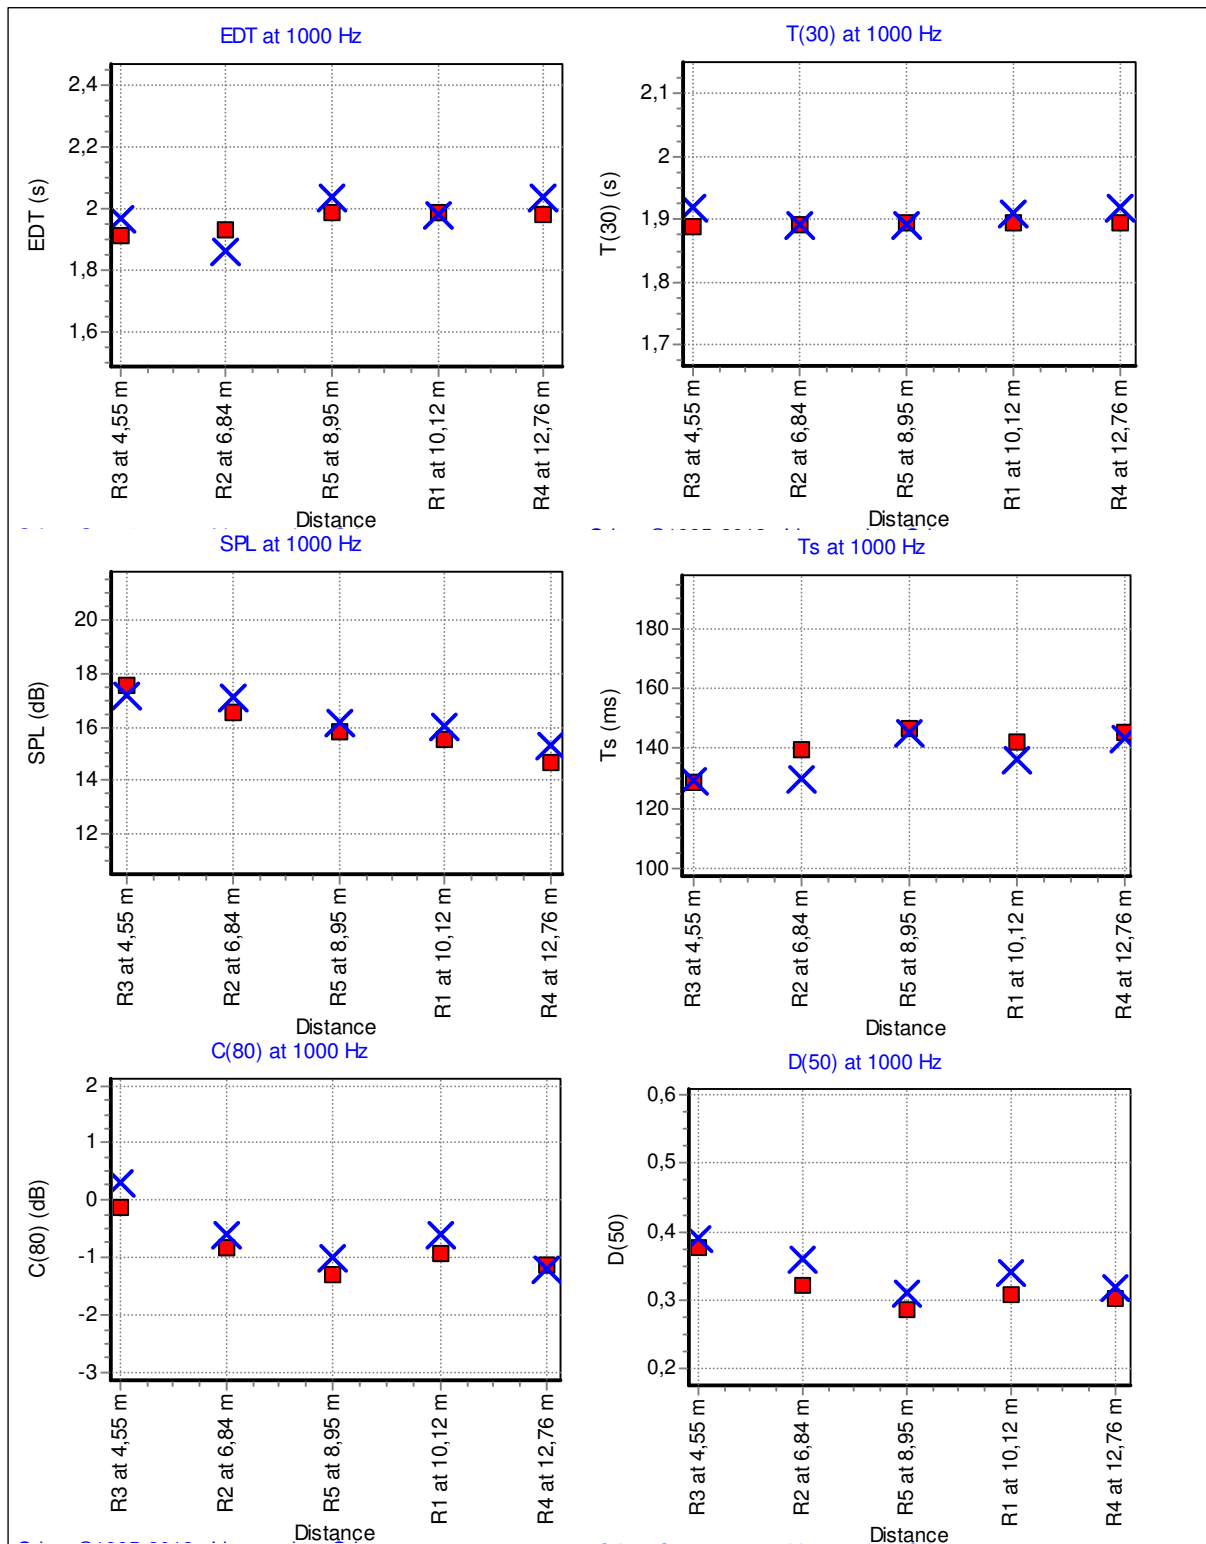 EDT at 1000 Hz
2,4
2,2
2
1,8
1,6
EDT (s)
R3 at 4,55 m
R2 at 6,84 m
R5 at 8,95 m
R1 at 10,12 m
R4 at 12,76 m
Distance
T(30) at 1000 Hz
2,1
2
1,9
1,8
1,7
T(30) (s)
R3 at 4,55 m
R2 at 6,84 m
R5 at 8,95 m
R1 at 10,12 m
R4 at 12,76 m
Distance
SPL at 1000 Hz
20
18
16
14
12
SPL (dB)
R3 at 4,55 m
R2 at 6,84 m
R5 at 8,95 m
R1 at 10,12 m
R4 at 12,76 m
Distance
Ts at 1000 Hz
180
160
140
120
100
Ts (ms)
R3 at 4,55 m
R2 at 6,84 m
R5 at 8,95 m
R1 at 10,12 m
R4 at 12,76 m
Distance
C(80) at 1000 Hz
2
1
0
-1
-2
-3
C(80) (dB)
R3 at 4,55 m
R2 at 6,84 m
R5 at 8,95 m
R1 at 10,12 m
R4 at 12,76 m
Distance
D(50) at 1000 Hz
0,6
0,5
0,4
0,3
0,2
D(50)
R3 at 4,55 m
R2 at 6,84 m
R5 at 8,95 m
R1 at 10,12 m
R4 at 12,76 m
Distance